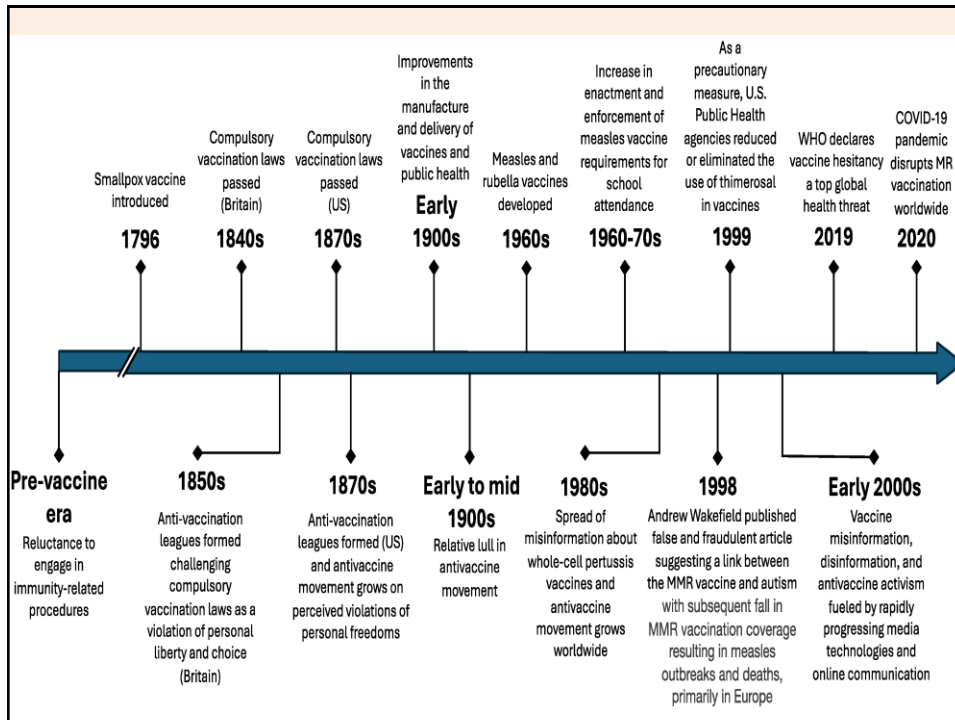 Smallpox vaccine
introduced
1796
Compulsory
vaccination laws
passed
(Britain)
1840s
Compulsory
vaccination laws
passed
(US)
1870s
Improvements
in the
manufacture
and delivery of
vaccines and
public health
Early
1900s
Measles and
rubella vaccines
developed
1960s
Increase in
enactment and
enforcement of
measles vaccine
requirements for
school
attendance
1960-70s
As a
precautionary
measure, U.S.
Public Health
agencies reduced
or eliminated the
use of thimerosal
in vaccines
1999
WHO declares
vaccine hesitancy
a top global
health threat
2019
COVID-19
pandemic
disrupts MR
vaccination
worldwide
2020
Pre-vaccine
era
Reluctance to
engage in
immunity-related
procedures
1850s
Anti-vaccination
leagues formed
challenging
compulsory
vaccination laws as a
violation of personal
liberty and choice
(Britain)
1870s
Anti-vaccination
leagues formed (US)
and antivaccine
movement grows on
perceived violations of
personal freedoms
Early to mid
1900s
Relative lull in
antivaccine
movement
1980s
Spread of
misinformation about
whole-cell pertussis
vaccines and
antivaccine
movement grows
worldwide
1998
Andrew Wakefield published
false and fraudulent article
suggesting a link between
the MMR vaccine and autism
with subsequent fall in
MMR vaccination coverage
resulting in measles
outbreaks and deaths,
primarily in Europe
Early 2000s
Vaccine
misinformation,
disinformation, and
antivaccine activism
fueled by rapidly
progressing media
technologies and
online communication